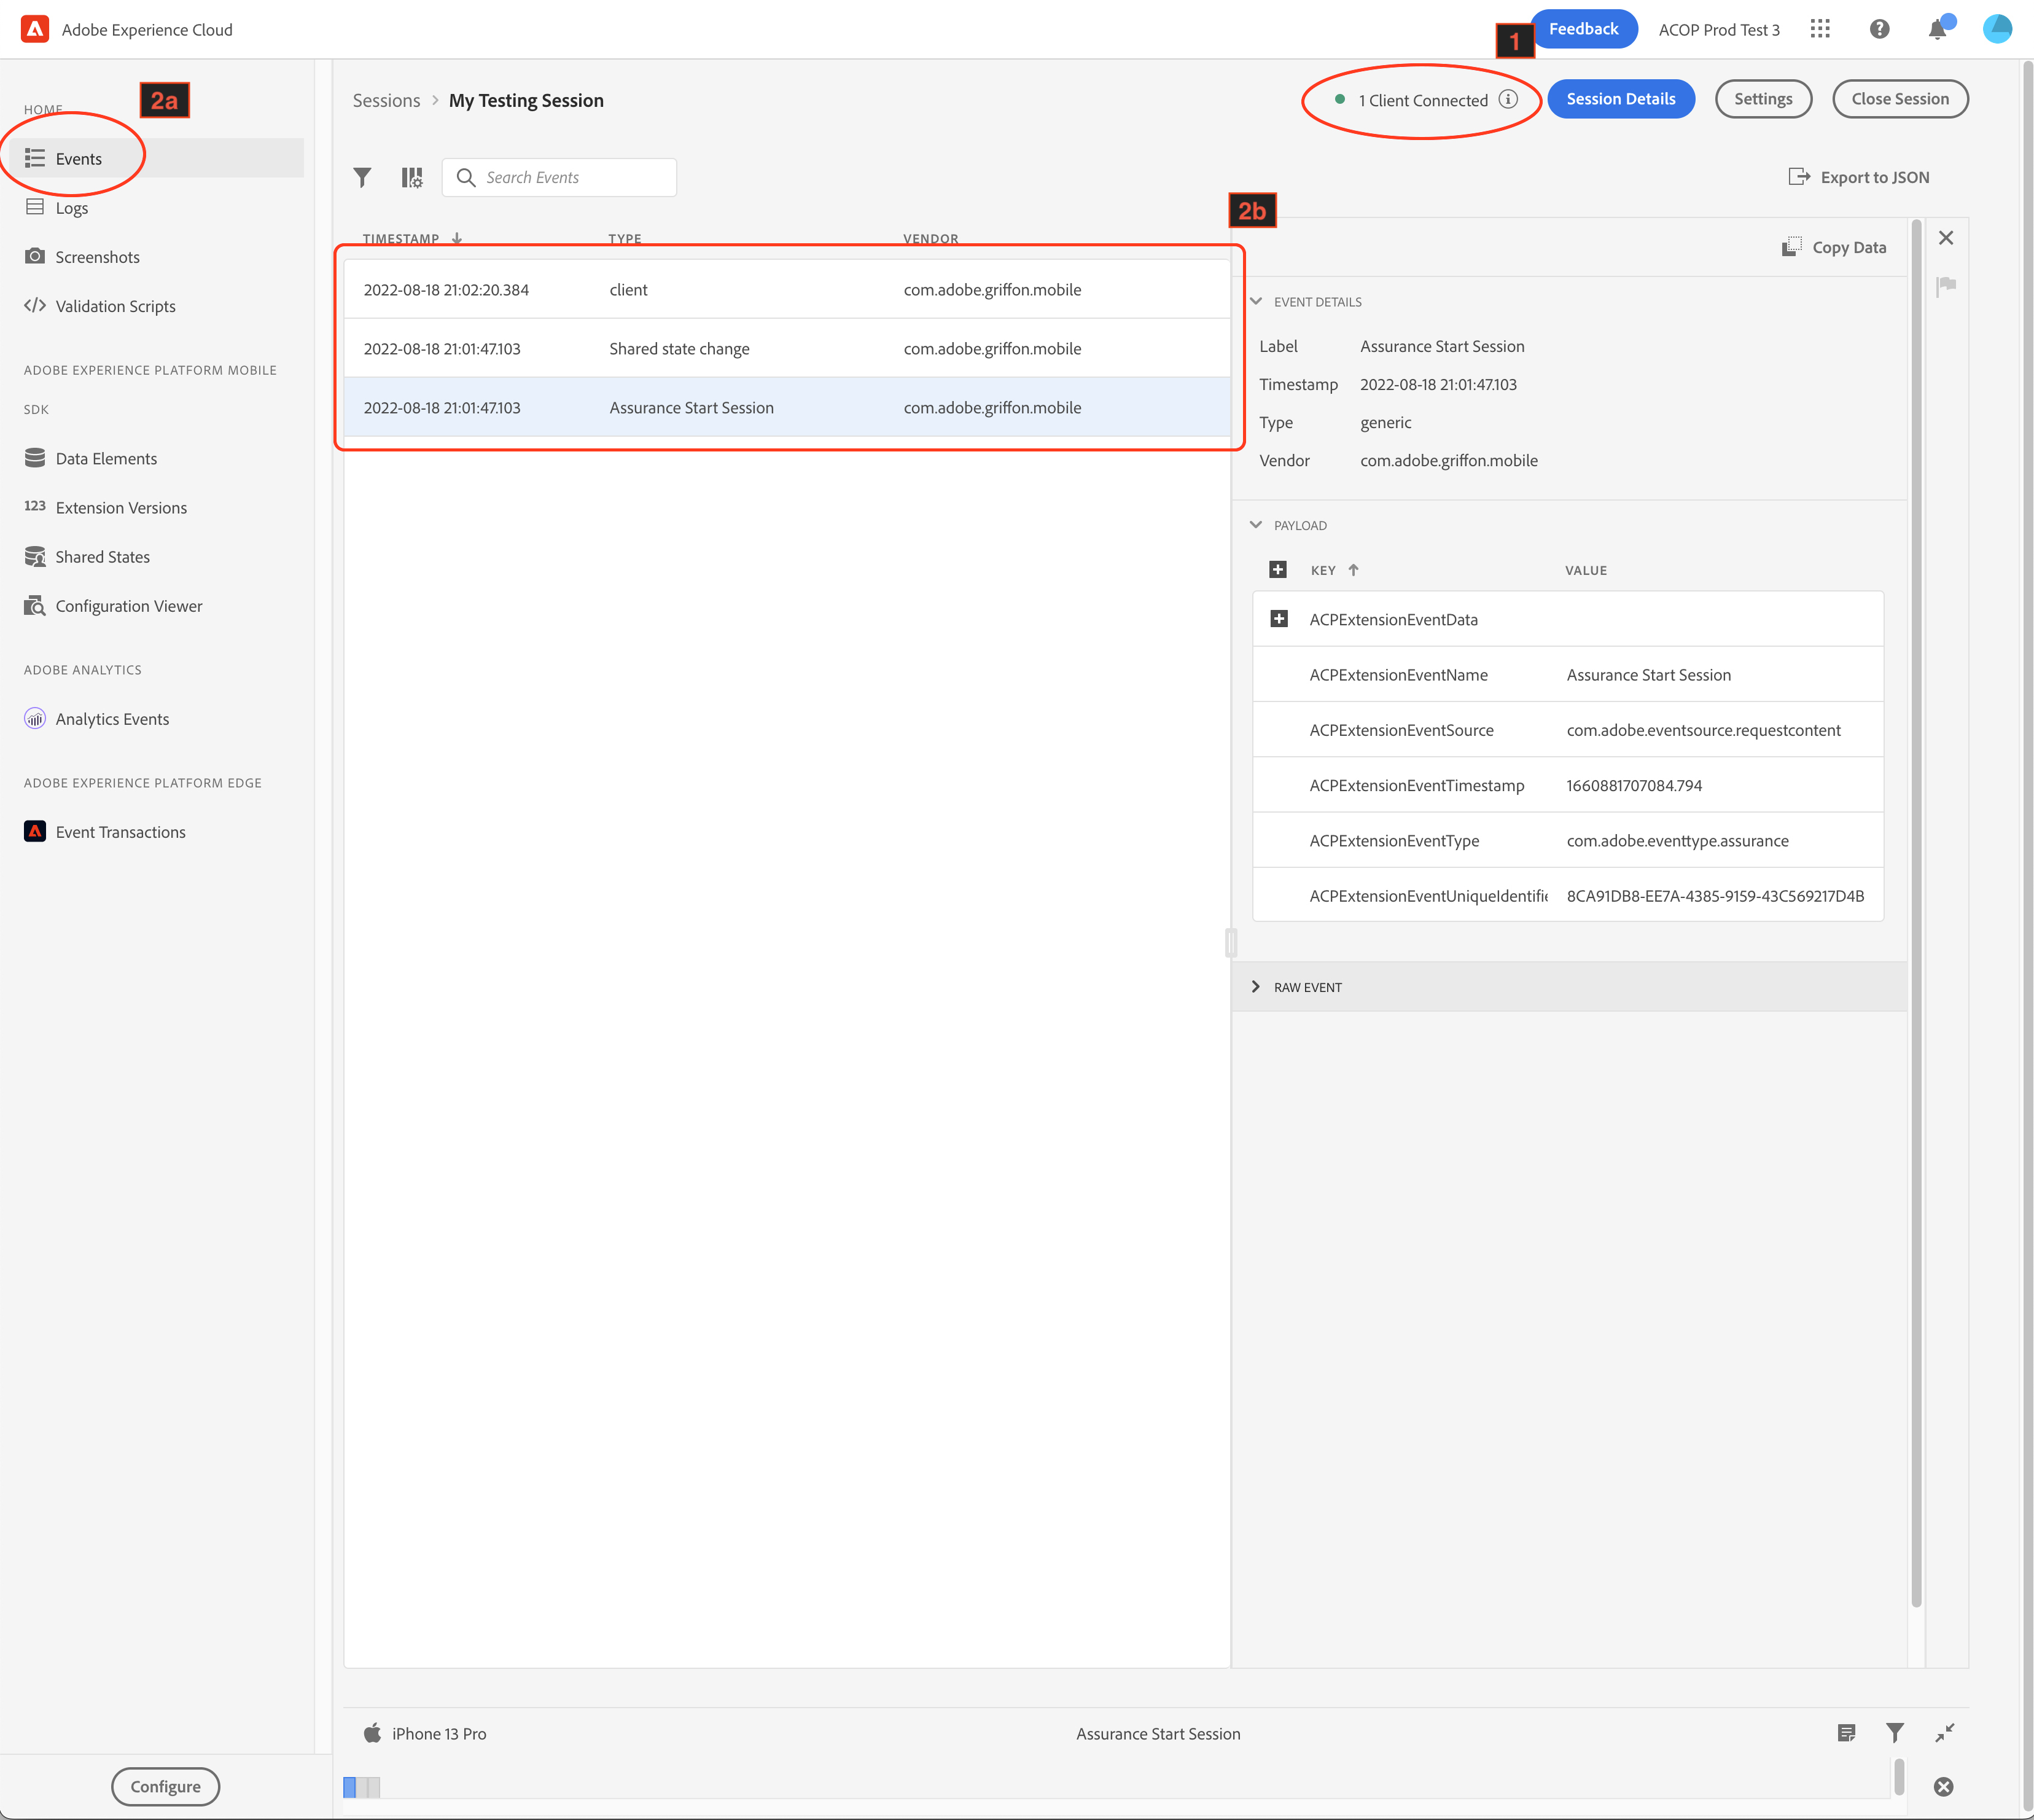 Adobe Experience Cloud
1
Feedback
ACOP Prod Test 3
Sessions > My Testing Session
1 Client Connected
Session Details
Settings
Close Session
HOME
2a
Events
Logs
Screenshots
Validation Scripts
ADOBE EXPERIENCE PLATFORM MOBILE
SDK
Data Elements
123 Extension Versions
Shared States
Configuration Viewer
ADOBE ANALYTICS
Analytics Events
ADOBE EXPERIENCE PLATFORM EDGE
Event Transactions
Configure
Search Events
Export to JSON
2b
TIMESTAMP TYPE VENDOR
2022-08-18 21:02:20.384 client com.adobe.griffon.mobile
2022-08-18 21:01:47.103 Shared state change com.adobe.griffon.mobile
2022-08-18 21:01:47.103 Assurance Start Session com.adobe.griffon.mobile
Copy Data
EVENT DETAILS
Label Assurance Start Session
Timestamp 2022-08-18 21:01:47.103
Type generic
Vendor com.adobe.griffon.mobile
PAYLOAD
KEY VALUE
ACPExtensionEventData
ACPExtensionEventName Assurance Start Session
ACPExtensionEventSource com.adobe.eventsource.requestcontent
ACPExtensionEventTimestamp 1660881707084.794
ACPExtensionEventType com.adobe.eventtype.assurance
ACPExtensionEventUniqueIdentifie 8CA91DB8-EE7A-4385-9159-43C569217D4B
RAW EVENT
iPhone 13 Pro
Assurance Start Session